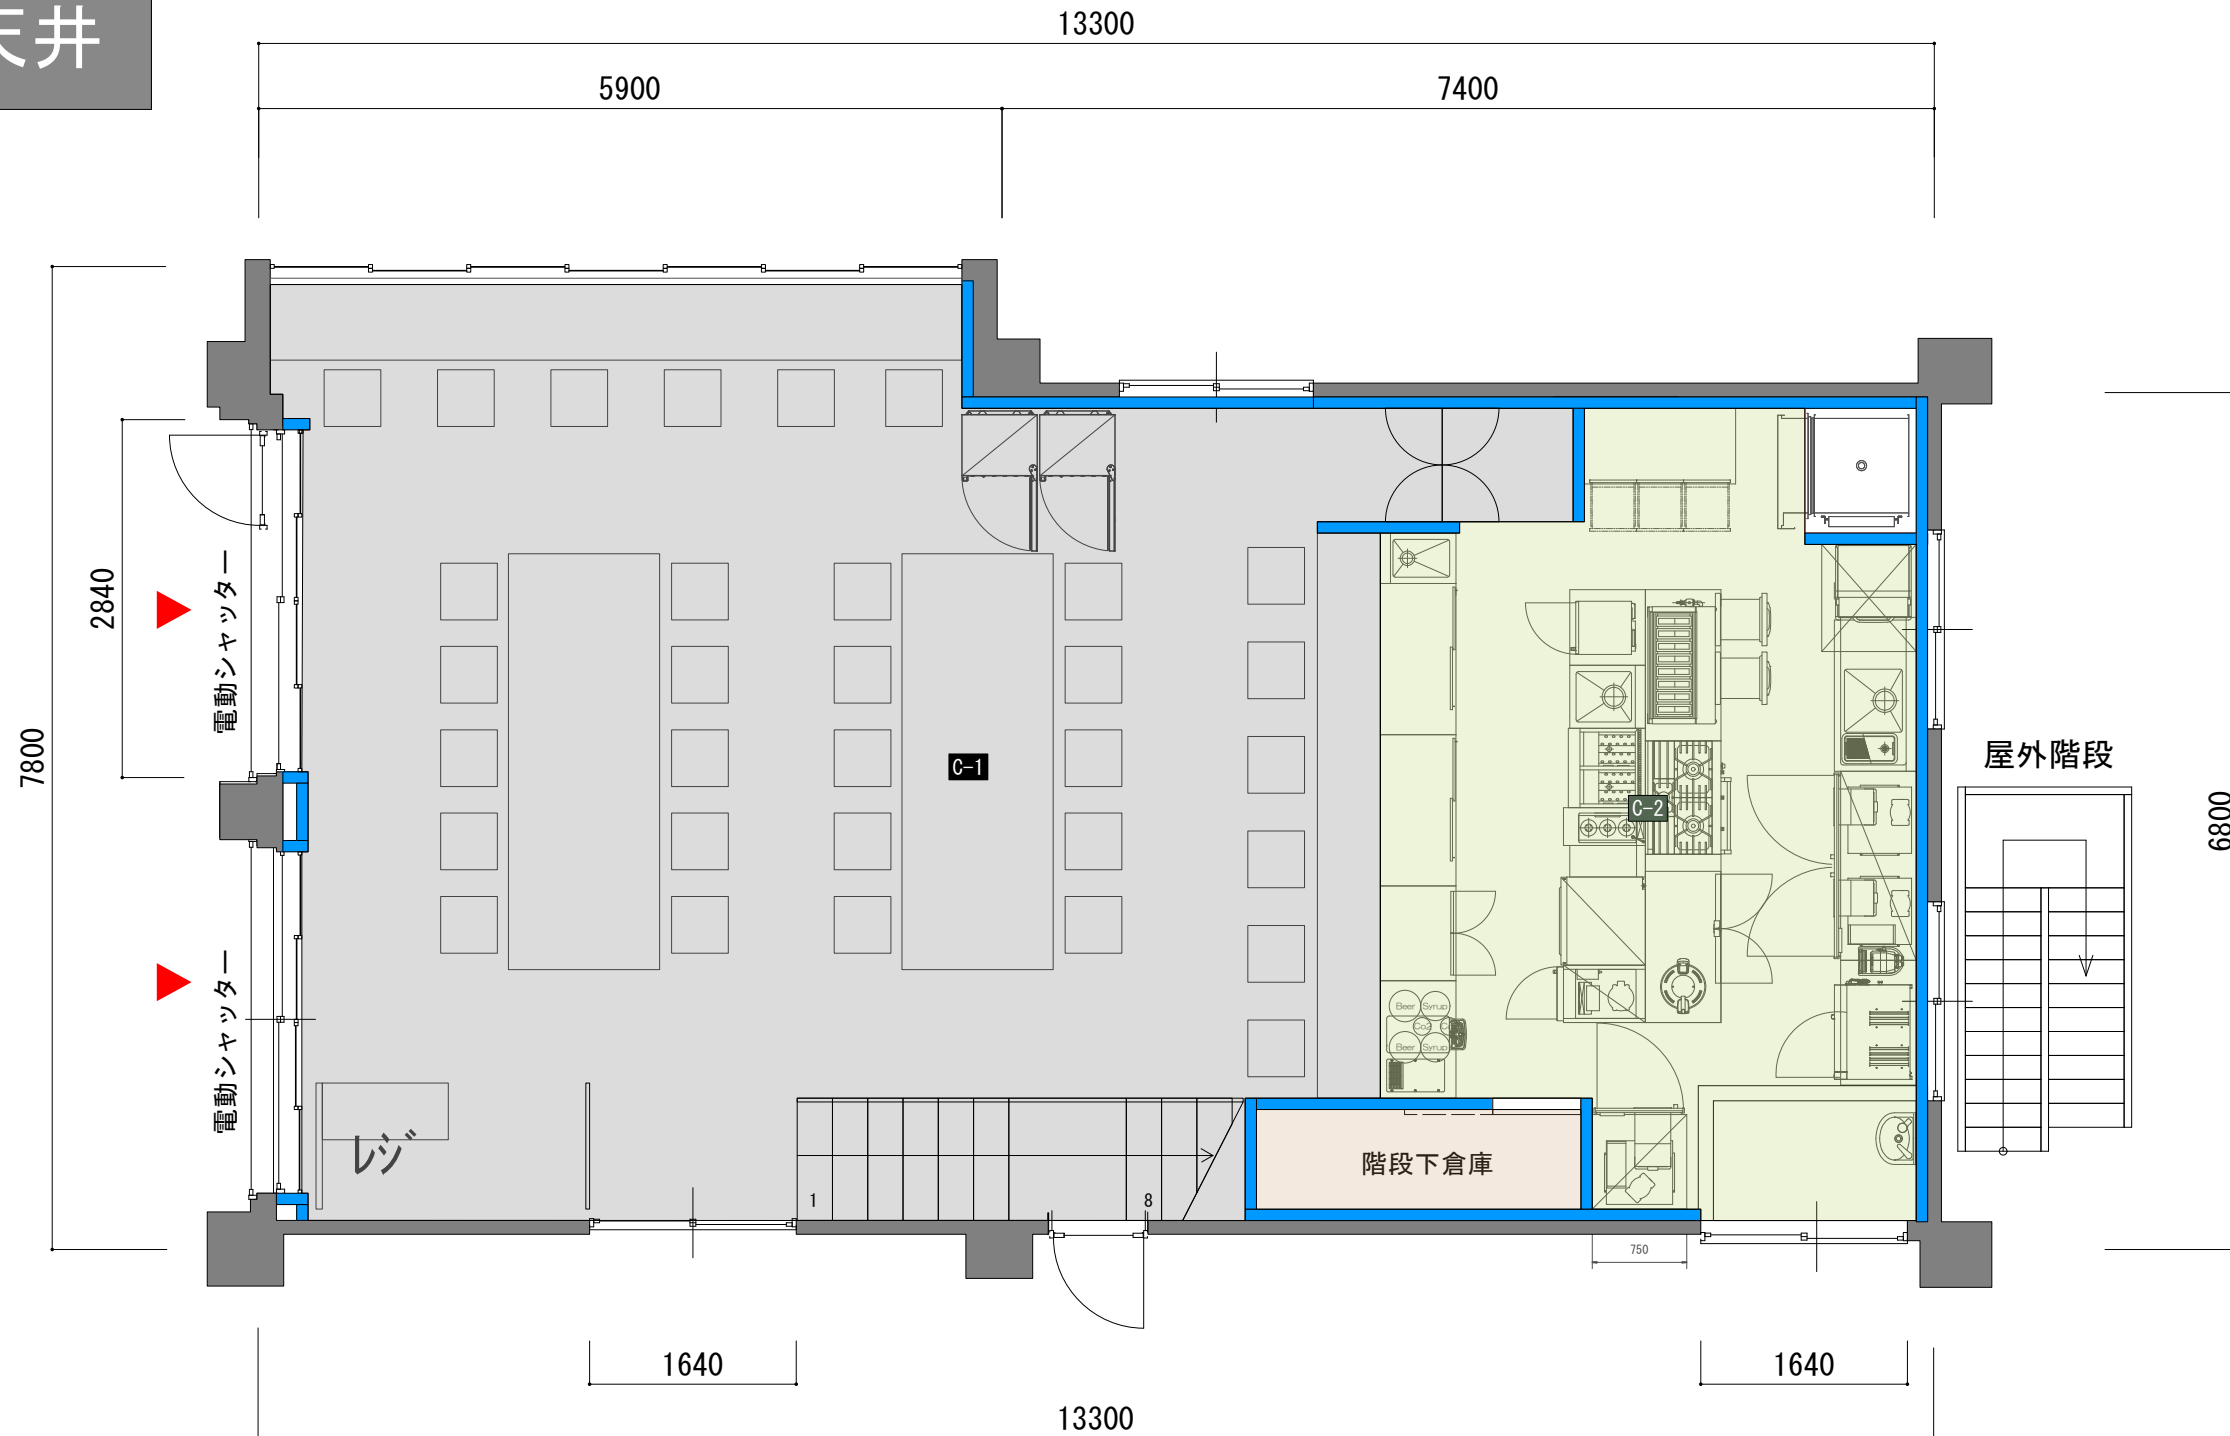 天井
13300
5900
7400
2840
7800
電動シャッター
電動シャッター
C-1
C-2
屋外階段
6800
Beer
Syrup
Co2
Beer
Syrup
レジ
1
8
階段下倉庫
750
1640
1640
13300